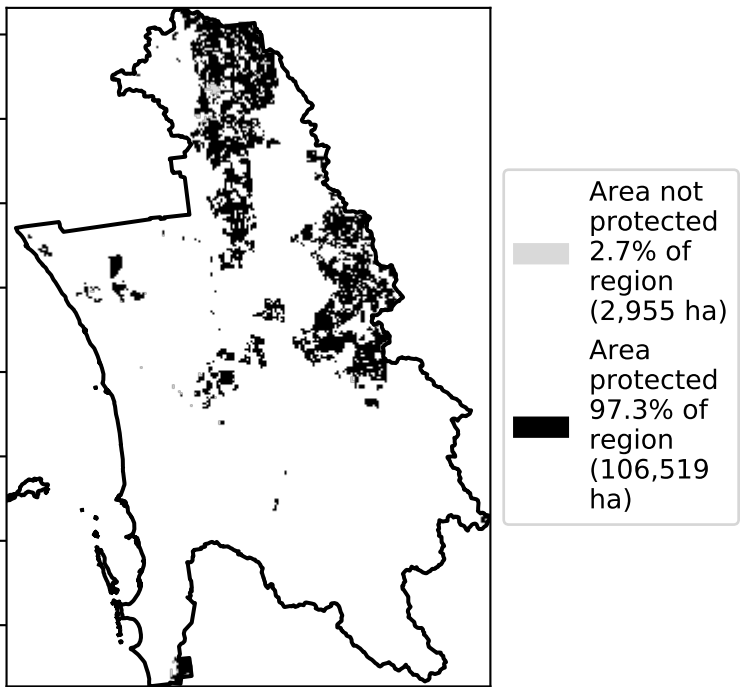 Area not
protected
2.7% of
region
(2,955 ha)
Area
protected
97.3% of
region
(106,519
ha)